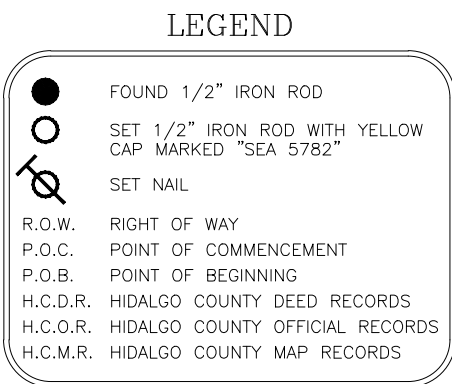 LEGEND
FOUND 1/2" IRON ROD
SET 1/2" IRON ROD WITH YELLOW
CAP MARKED "SEA 5782"
SET NAIL
R.O.W. RIGHT OF WAY
P.O.C. POINT OF COMMENCEMENT
P.O.B. POINT OF BEGINNING
H.C.D.R. HIDALGO COUNTY DEED RECORDS
H.C.O.R. HIDALGO COUNTY OFFICIAL RECORDS
H.C.M.R. HIDALGO COUNTY MAP RECORDS